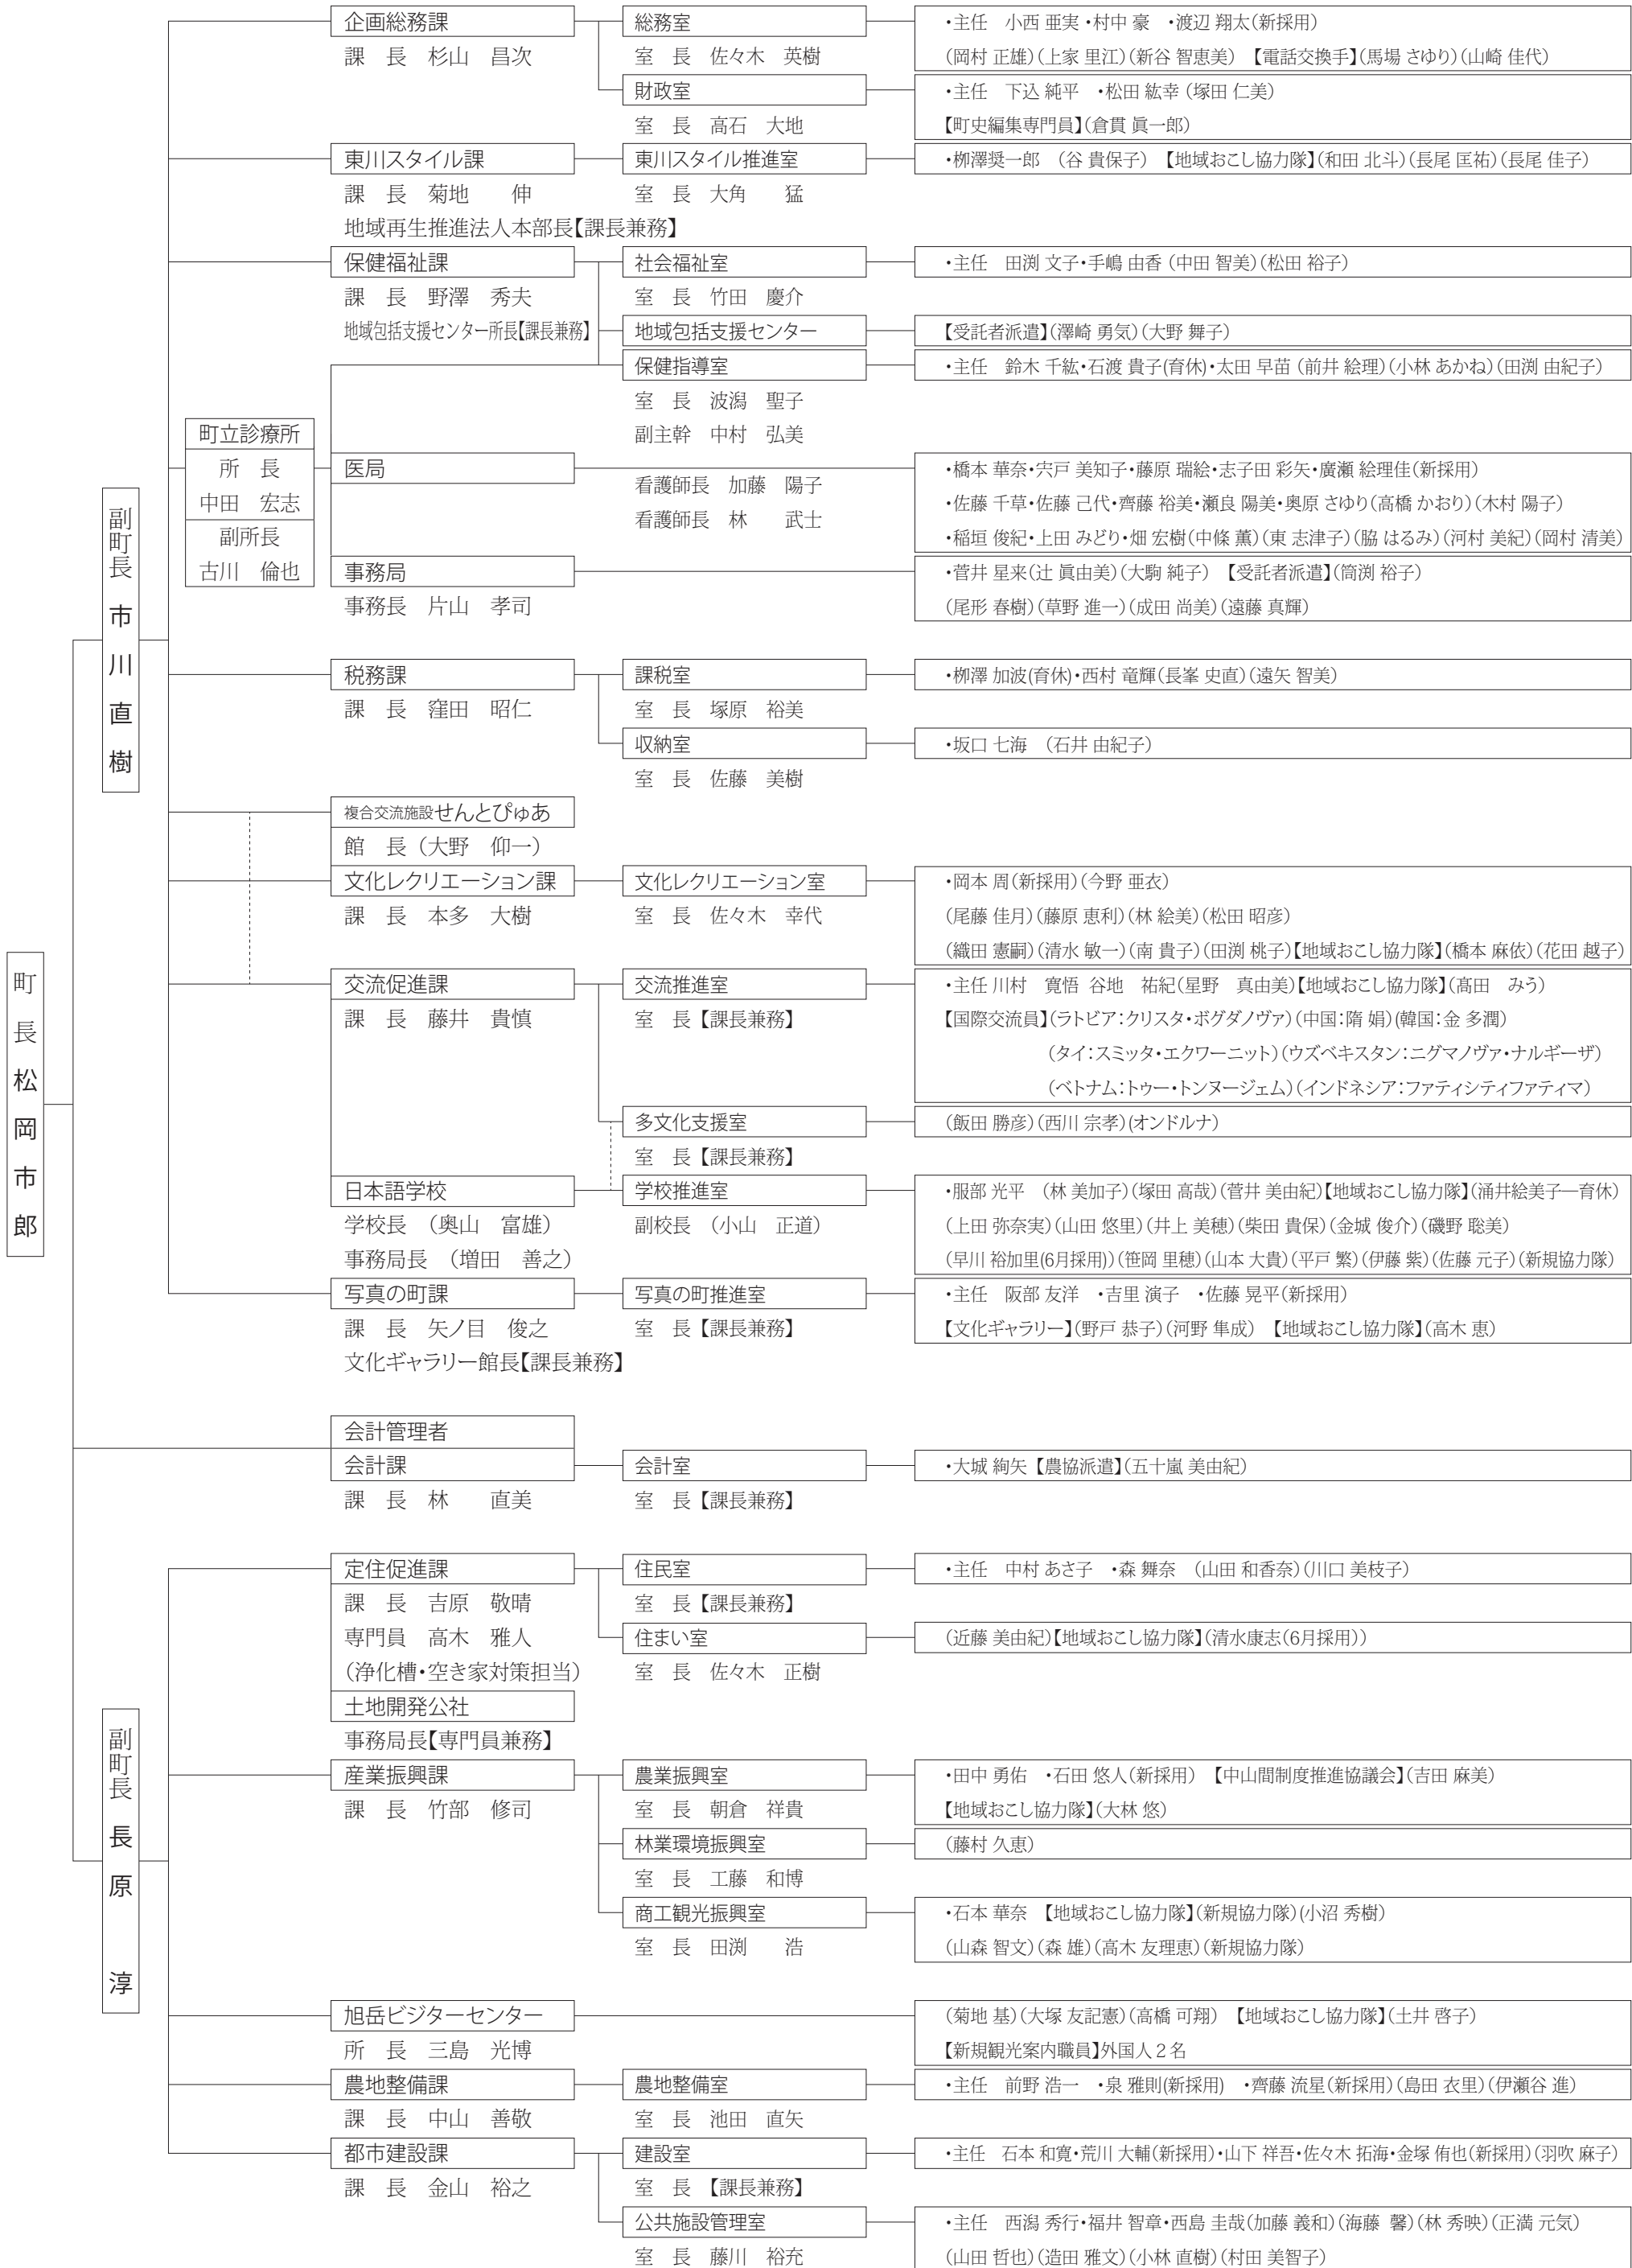 町長 松岡市郎
副町長 市川直樹
企画総務課
課　長　杉山　昌次
総務室
室　長　佐々木　英樹
・主任　小西 亜実 ・村中 豪　・渡辺 翔太（新採用）
（岡村 正雄）（上家 里江）（新谷 智恵美）　【電話交換手】（馬場 さゆり）（山崎 佳代）
財政室
室　長　高石　大地
・主任　下込 純平　・松田 紘幸 （塚田 仁美）
【町史編集専門員】（倉貫 眞一郎）
東川スタイル課
課　長　菊地　　伸
地域再生推進法人本部長【課長兼務】
東川スタイル推進室
室　長　大角　　猛
・柳澤奨一郎　（谷 貴保子）　【地域おこし協力隊】（和田 北斗）（長尾 匡祐）（長尾 佳子）
保健福祉課
課　長　野澤　秀夫
地域包括支援センター所長【課長兼務】
社会福祉室
室　長　竹田　慶介
・主任　田渕 文子・手嶋 由香 （中田 智美）（松田 裕子）
地域包括支援センター
【受託者派遣】（澤崎 勇気）（大野 舞子）
保健指導室
室　長　波潟　聖子
副主幹　中村　弘美
・主任　鈴木 千紘・石渡 貴子(育休)・太田 早苗 （前井 絵理）（小林 あかね）（田渕 由紀子）
町立診療所
所　長
中田　宏志
副所長
古川　倫也
医局
看護師長　加藤　陽子
看護師長　林　　武士
・橋本 華奈・宍戸 美知子・藤原 瑞絵・志子田 彩矢・廣瀬 絵理佳（新採用）
・佐藤 千草・佐藤 己代・齊藤 裕美・瀬良 陽美・奥原 さゆり（高橋 かおり）（木村 陽子）
・稲垣 俊紀・上田 みどり・畑 宏樹（中條 薫）（東 志津子）（脇 はるみ）（河村 美紀）（岡村 清美）
事務局
事務長　片山　孝司
・菅井 星来（辻 眞由美）（大駒 純子）　【受託者派遣】（筒渕 裕子）
（尾形 春樹）（草野 進一）（成田 尚美）（遠藤 真輝）
税務課
課　長　窪田　昭仁
課税室
室　長　塚原　裕美
・柳澤 加波(育休)・西村 竜輝（長峯 史直）（遠矢 智美）
収納室
室　長　佐藤　美樹
・坂口 七海　（石井 由紀子）
複合交流施設せんとぴゅあ
館　長（大野　仰一）
文化レクリエーション課
課　長　本多　大樹
文化レクリエーション室
室　長　佐々木　幸代
・岡本 周（新採用）（今野 亜衣）
（尾藤 佳月）（藤原 恵利）（林 絵美）（松田 昭彦）
（織田 憲嗣）（清水 敏一）（南 貴子）（田渕 桃子）【地域おこし協力隊】（橋本 麻依）（花田 越子）
交流促進課
課　長　藤井　貴慎
交流推進室
室　長【課長兼務】
・主任 川村　寛悟　谷地　祐紀（星野　真由美）【地域おこし協力隊】（高田　みう）
【国際交流員】（ラトビア：クリスタ・ボグダノヴァ）（中国：隋 娟）（韓国：金 多潤）
（タイ：スミッタ・エクワーニット）（ウズベキスタン：ニグマノヴァ・ナルギーザ）
（ベトナム：トゥー・トンヌージェム）（インドネシア：ファティシティファティマ）
多文化支援室
室　長【課長兼務】
（飯田 勝彦）（西川 宗孝）（オンドルナ）
日本語学校
学校長　（奥山　富雄）
事務局長　（増田　善之）
学校推進室
副校長　（小山　正道）
・服部 光平　（林 美加子）（塚田 高哉）（菅井 美由紀）【地域おこし協力隊】（涌井絵美子―育休）
（上田 弥奈実）（山田 悠里）（井上 美穂）（柴田 貴保）（金城 俊介）（磯野 聡美）
（早川 裕加里(6月採用)）（笹岡 里穂）（山本 大貴）（平戸 繁）（伊藤 紫）（佐藤 元子）（新規協力隊）
写真の町課
課　長　矢ノ目　俊之
文化ギャラリー館長【課長兼務】
写真の町推進室
室　長【課長兼務】
・主任　阪部 友洋　・吉里 演子　・佐藤 晃平（新採用）
【文化ギャラリー】（野戸 恭子）（河野 隼成）　【地域おこし協力隊】（高木 恵）
会計管理者
会計課
課　長　林　　直美
会計室
室　長【課長兼務】
・大城 絢矢 【農協派遣】（五十嵐 美由紀）
副町長 長原 淳
定住促進課
課　長　吉原　敬晴
専門員　高木　雅人
（浄化槽・空き家対策担当）
住民室
室　長【課長兼務】
・主任　中村 あさ子　・森 舞奈　（山田 和香奈）（川口 美枝子）
住まい室
室　長　佐々木　正樹
（近藤 美由紀）【地域おこし協力隊】（清水康志（6月採用））
土地開発公社
事務局長【専門員兼務】
産業振興課
課　長　竹部　修司
農業振興室
室　長　朝倉　祥貴
・田中 勇佑　・石田 悠人（新採用）　【中山間制度推進協議会】（吉田 麻美）
【地域おこし協力隊】（大林 悠）
林業環境振興室
室　長　工藤　和博
（藤村 久恵）
商工観光振興室
室　長　田渕　　浩
・石本 華奈　【地域おこし協力隊】（新規協力隊）（小沼 秀樹）
（山森 智文）（森 雄）（高木 友理恵）（新規協力隊）
旭岳ビジターセンター
所　長　三島　光博
（菊地 基）（大塚 友記憲）（高橋 可翔）　【地域おこし協力隊】（土井 啓子）
【新規観光案内職員】外国人２名
農地整備課
課　長　中山　善敬
農地整備室
室　長　池田　直矢
・主任　前野 浩一　・泉 雅則(新採用)　・齊藤 流星（新採用）（島田 衣里）（伊瀬谷 進）
都市建設課
課　長　金山　裕之
建設室
室　長　【課長兼務】
・主任　石本 和寛・荒川 大輔（新採用）・山下 祥吾・佐々木 拓海・金塚 侑也（新採用）（羽吹 麻子）
公共施設管理室
室　長　藤川　裕充
・主任　西潟 秀行・福井 智章・西島 圭哉（加藤 義和）（海藤 馨）（林 秀映）（正満 元気）
（山田 哲也）（造田 雅文）（小林 直樹）（村田 美智子）